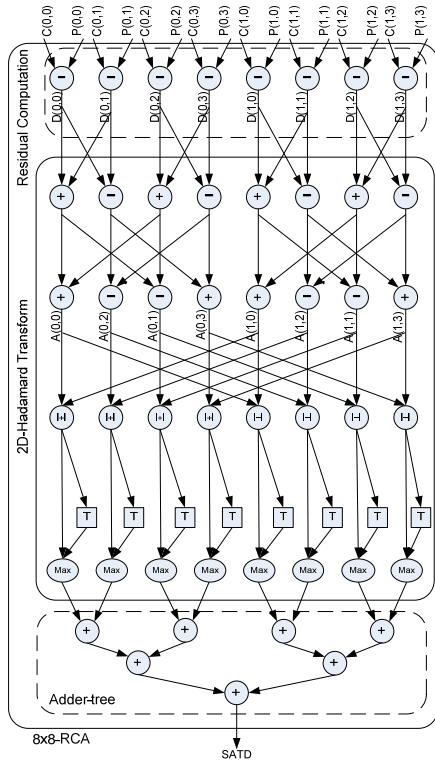 C(0,0) P(0,0) C(0,1) P(0,1) C(0,2) P(0,2) C(0,3) P(0,3) C(1,0) P(1,0) C(1,1) P(1,1) C(1,2) P(1,2) C(1,3) P(1,3)
Residual Computation
- - - - - - - -
D(0,0) D(0,1) D(0,2) D(0,3) D(1,0) D(1,1) D(1,2) D(1,3)
2D-Hadamard Transform
+ - + - + - + -
+ - - + + - - +
A(0,0) A(0,2) A(0,1) A(0,3) A(1,0) A(1,2) A(1,1) A(1,3)
|+| |+| |+| |+| |-| |-| |-| |-|
T T T T T T T T
Max Max Max Max Max Max Max Max
+ + + +
+ +
+
Adder-tree
8x8-RCA
SATD